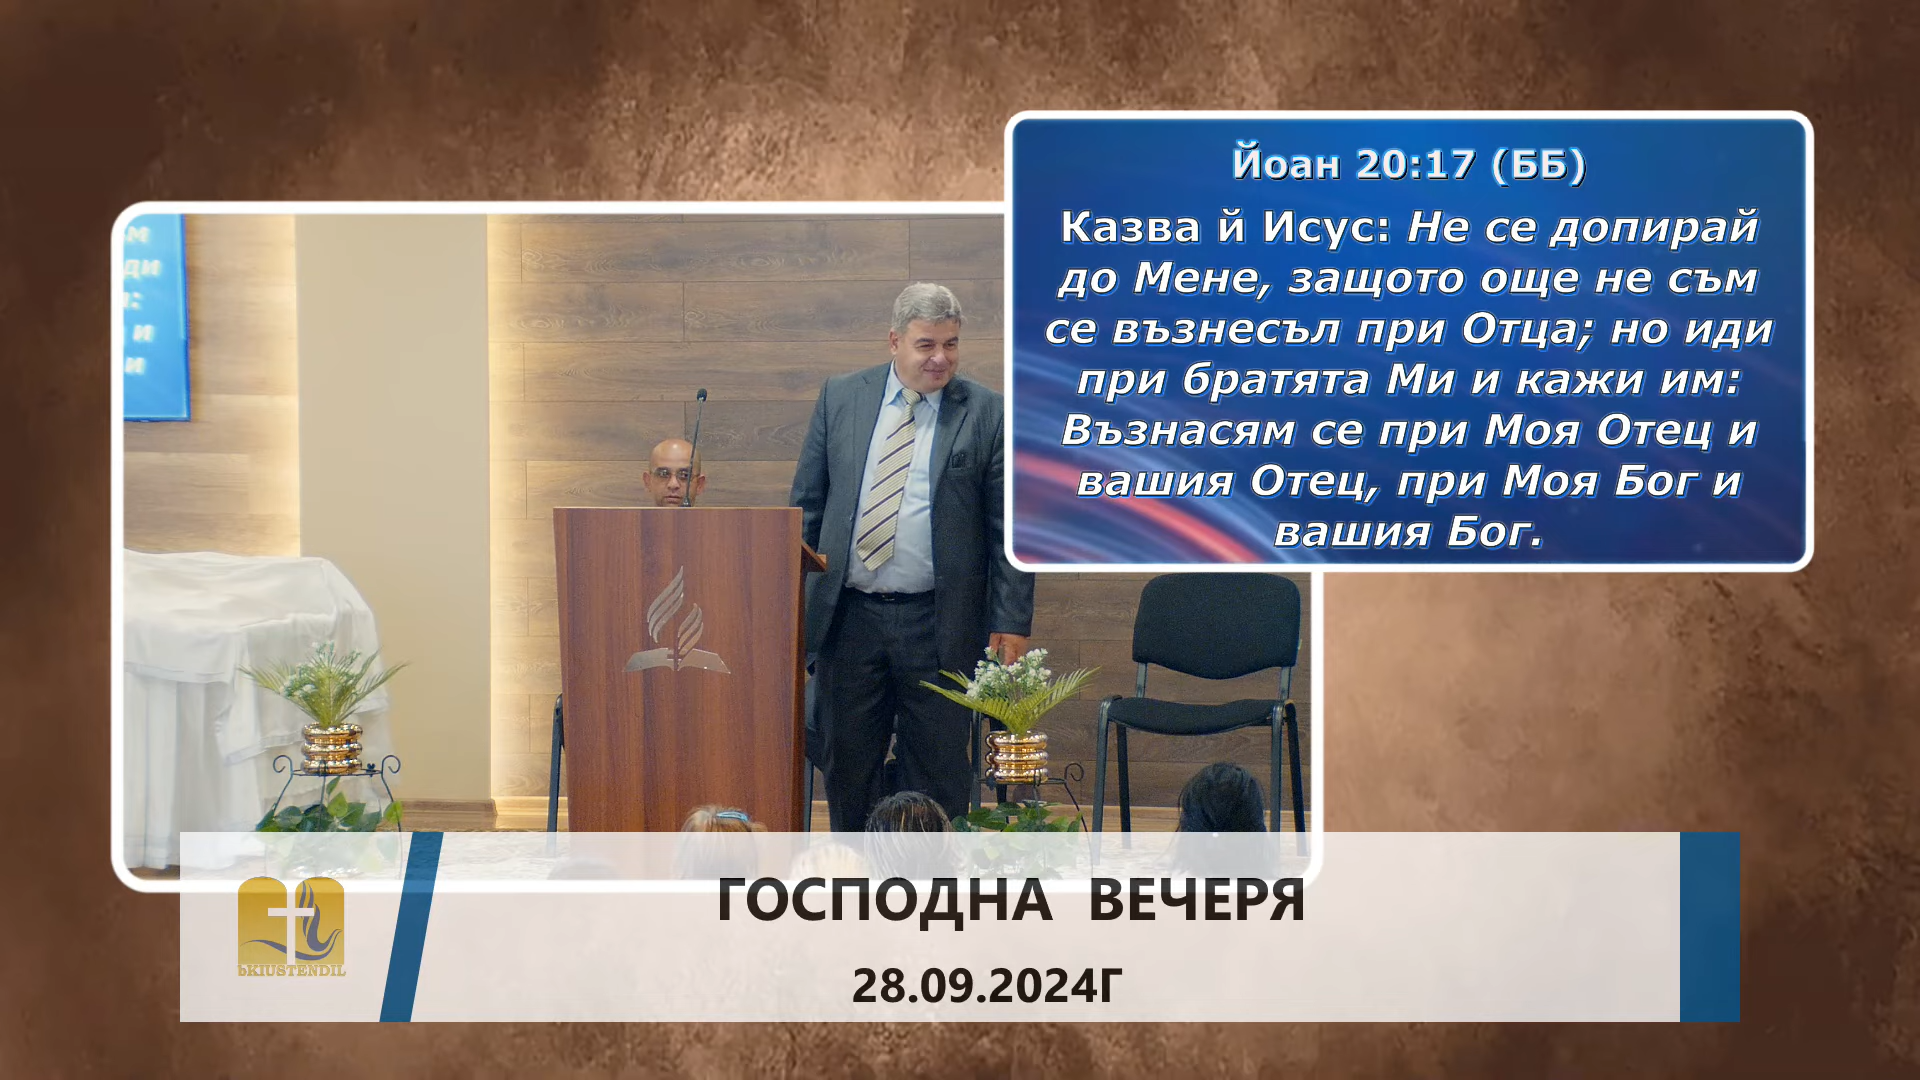 Йоан 20:17 (ББ)
Казва й Исус: Не се допирай
до Мене, защото още не съм
се възнесъл при Отца; но иди
при братята Ми и кажи им:
Възнасям се при Моя Отец и
вашия Отец, при Моя Бог и
вашия Бог.
м
ди
и
и
ГОСПОДНА ВЕЧЕРЯ
28.09.2024Г
bKIUSTENDIL